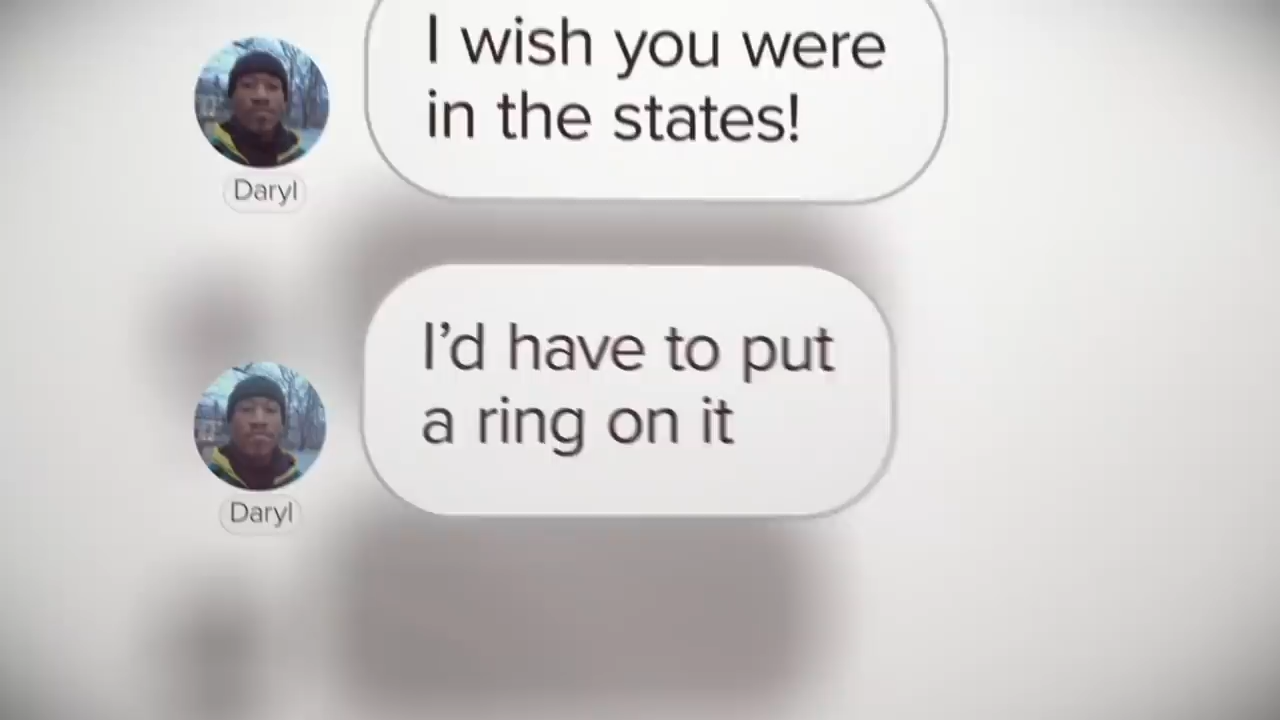 I wish you were
in the states!
Daryl
I’d have to put
a ring on it
Daryl